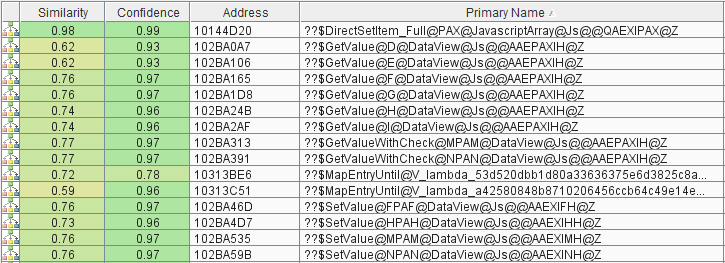 Similarity Confidence Address Primary Name
0.98 0.99 10144D20 ??$DirectSetItem_Full@PAX@JavascriptArray@Js@@QAEXIPAX@Z
0.62 0.93 102BA0A7 ??$GetValue@D@DataView@Js@@AAEPAXIH@Z
0.62 0.93 102BA106 ??$GetValue@E@DataView@Js@@AAEPAXIH@Z
0.76 0.97 102BA165 ??$GetValue@F@DataView@Js@@AAEPAXIH@Z
0.76 0.97 102BA1D8 ??$GetValue@G@DataView@Js@@AAEPAXIH@Z
0.74 0.96 102BA24B ??$GetValue@H@DataView@Js@@AAEPAXIH@Z
0.74 0.96 102BA2AF ??$GetValue@I@DataView@Js@@AAEPAXIH@Z
0.77 0.97 102BA313 ??$GetValueWithCheck@MPAM@DataView@Js@@AAEPAXIH@Z
0.77 0.97 102BA391 ??$GetValueWithCheck@NPAN@DataView@Js@@AAEPAXIH@Z
0.72 0.78 10313BE6 ??$MapEntryUntil@V_lambda_53d520dbb1d80a33636375e6d3825c8a...
0.59 0.96 10313C51 ??$MapEntryUntil@V_lambda_a42580848b8710206456ccb64c49e14e...
0.76 0.97 102BA46D ??$SetValue@FPAF@DataView@Js@@AAEXIFH@Z
0.73 0.96 102BA4D7 ??$SetValue@HPAH@DataView@Js@@AAEXIHH@Z
0.76 0.97 102BA535 ??$SetValue@MPAM@DataView@Js@@AAEXIMH@Z
0.76 0.97 102BA59B ??$SetValue@NPAN@DataView@Js@@AAEXINH@Z